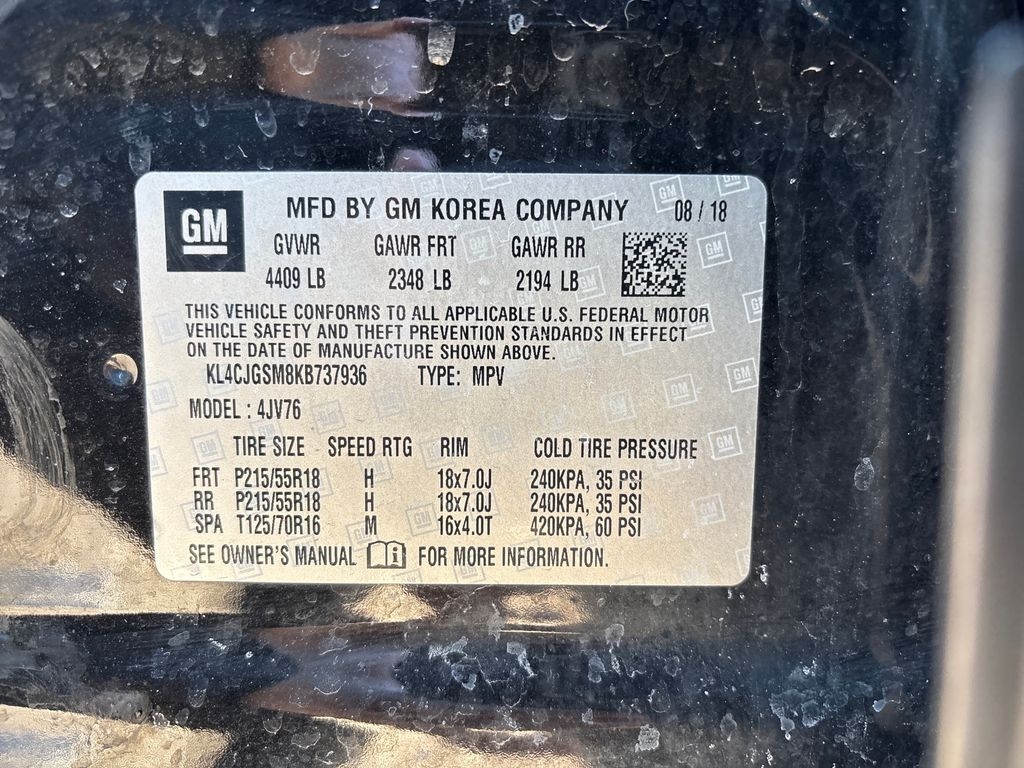 GM MFD BY GM KOREA COMPANY 08 / 18
GVWR GAWR FRT GAWR RR
4409 LB 2348 LB 2194 LB
THIS VEHICLE CONFORMS TO ALL APPLICABLE U.S. FEDERAL MOTOR
VEHICLE SAFETY AND THEFT PREVENTION STANDARDS IN EFFECT
ON THE DATE OF MANUFACTURE SHOWN ABOVE.
KL4CJGSM8KB737936 TYPE: MPV
MODEL : 4JV76
TIRE SIZE SPEED RTG RIM COLD TIRE PRESSURE
FRT P215/55R18 H 18x7.0J 240KPA, 35 PSI
RR P215/55R18 H 18x7.0J 240KPA, 35 PSI
SPA T125/70R16 M 16x4.0T 420KPA, 60 PSI
SEE OWNER'S MANUAL FOR MORE INFORMATION.